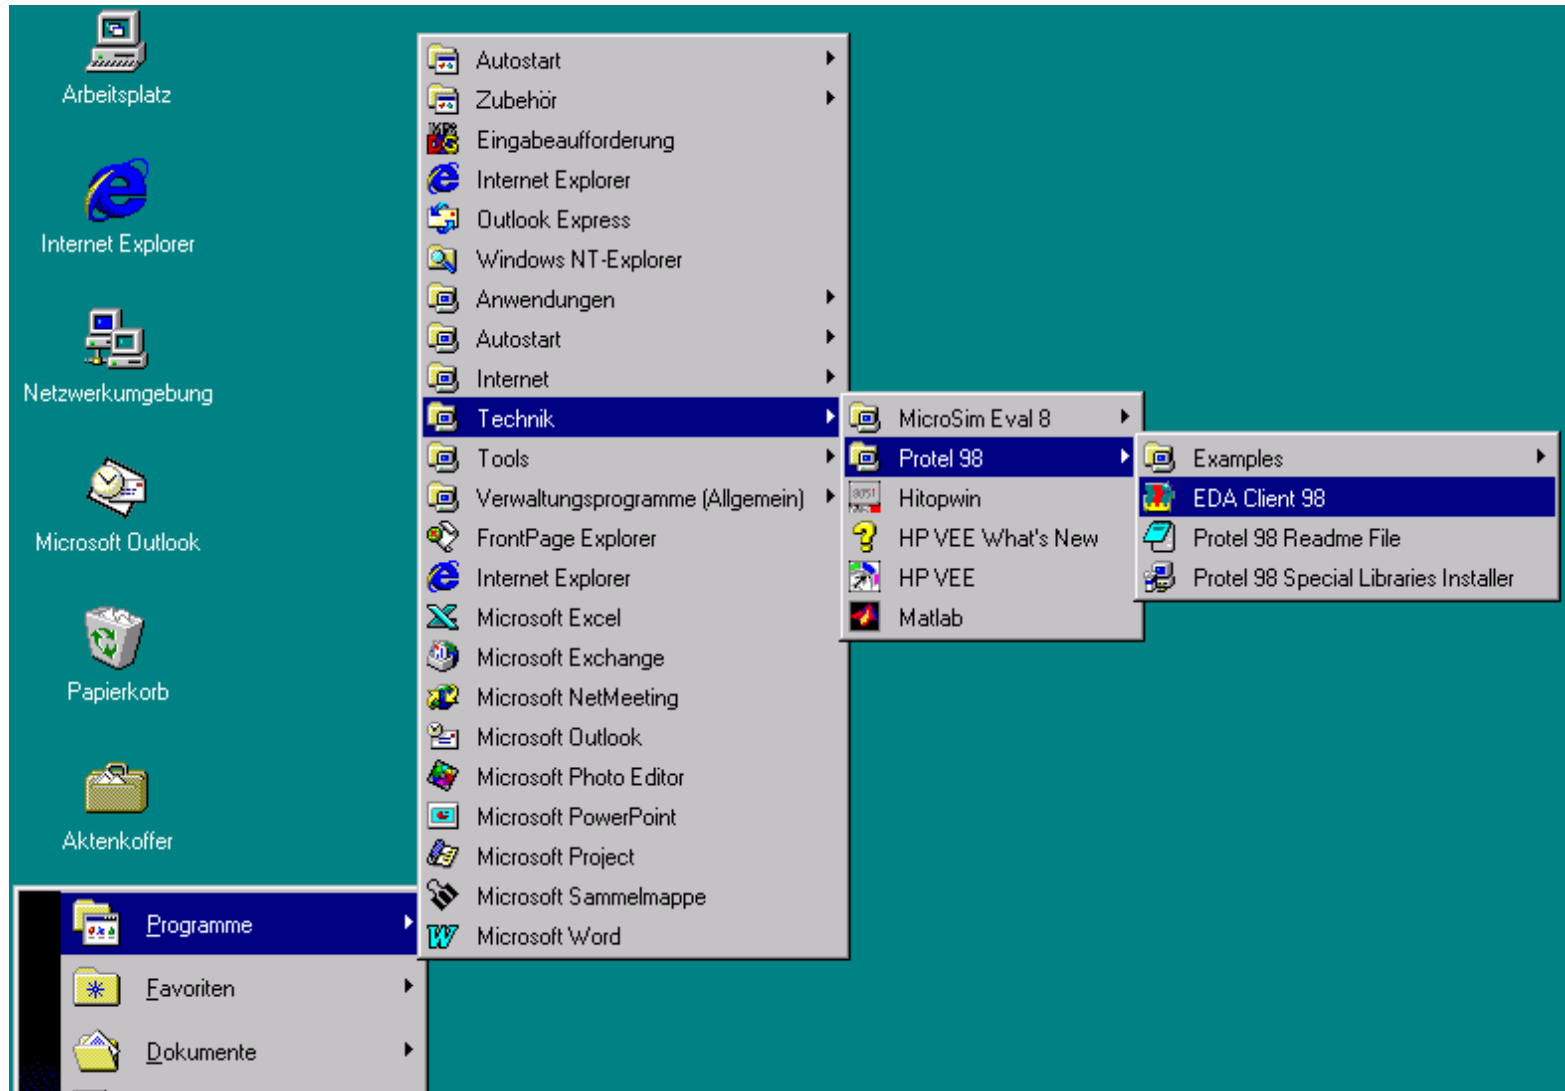 Arbeitsplatz
Internet Explorer
Netzwerkumgebung
Microsoft Outlook
Papierkorb
Aktenkoffer
Programme
Favoriten
Dokumente
Autostart
Zubehör
Eingabeaufforderung
Internet Explorer
Outlook Express
Windows NT-Explorer
Anwendungen
Autostart
Internet
Technik
Tools
Verwaltungsprogramme (Allgemein)
FrontPage Explorer
Internet Explorer
Microsoft Excel
Microsoft Exchange
Microsoft NetMeeting
Microsoft Outlook
Microsoft Photo Editor
Microsoft PowerPoint
Microsoft Project
Microsoft Sammelmappe
Microsoft Word
MicroSim Eval 8
Protel 98
Hitopwin
HP VEE What's New
HP VEE
Matlab
Examples
EDA Client 98
Protel 98 Readme File
Protel 98 Special Libraries Installer